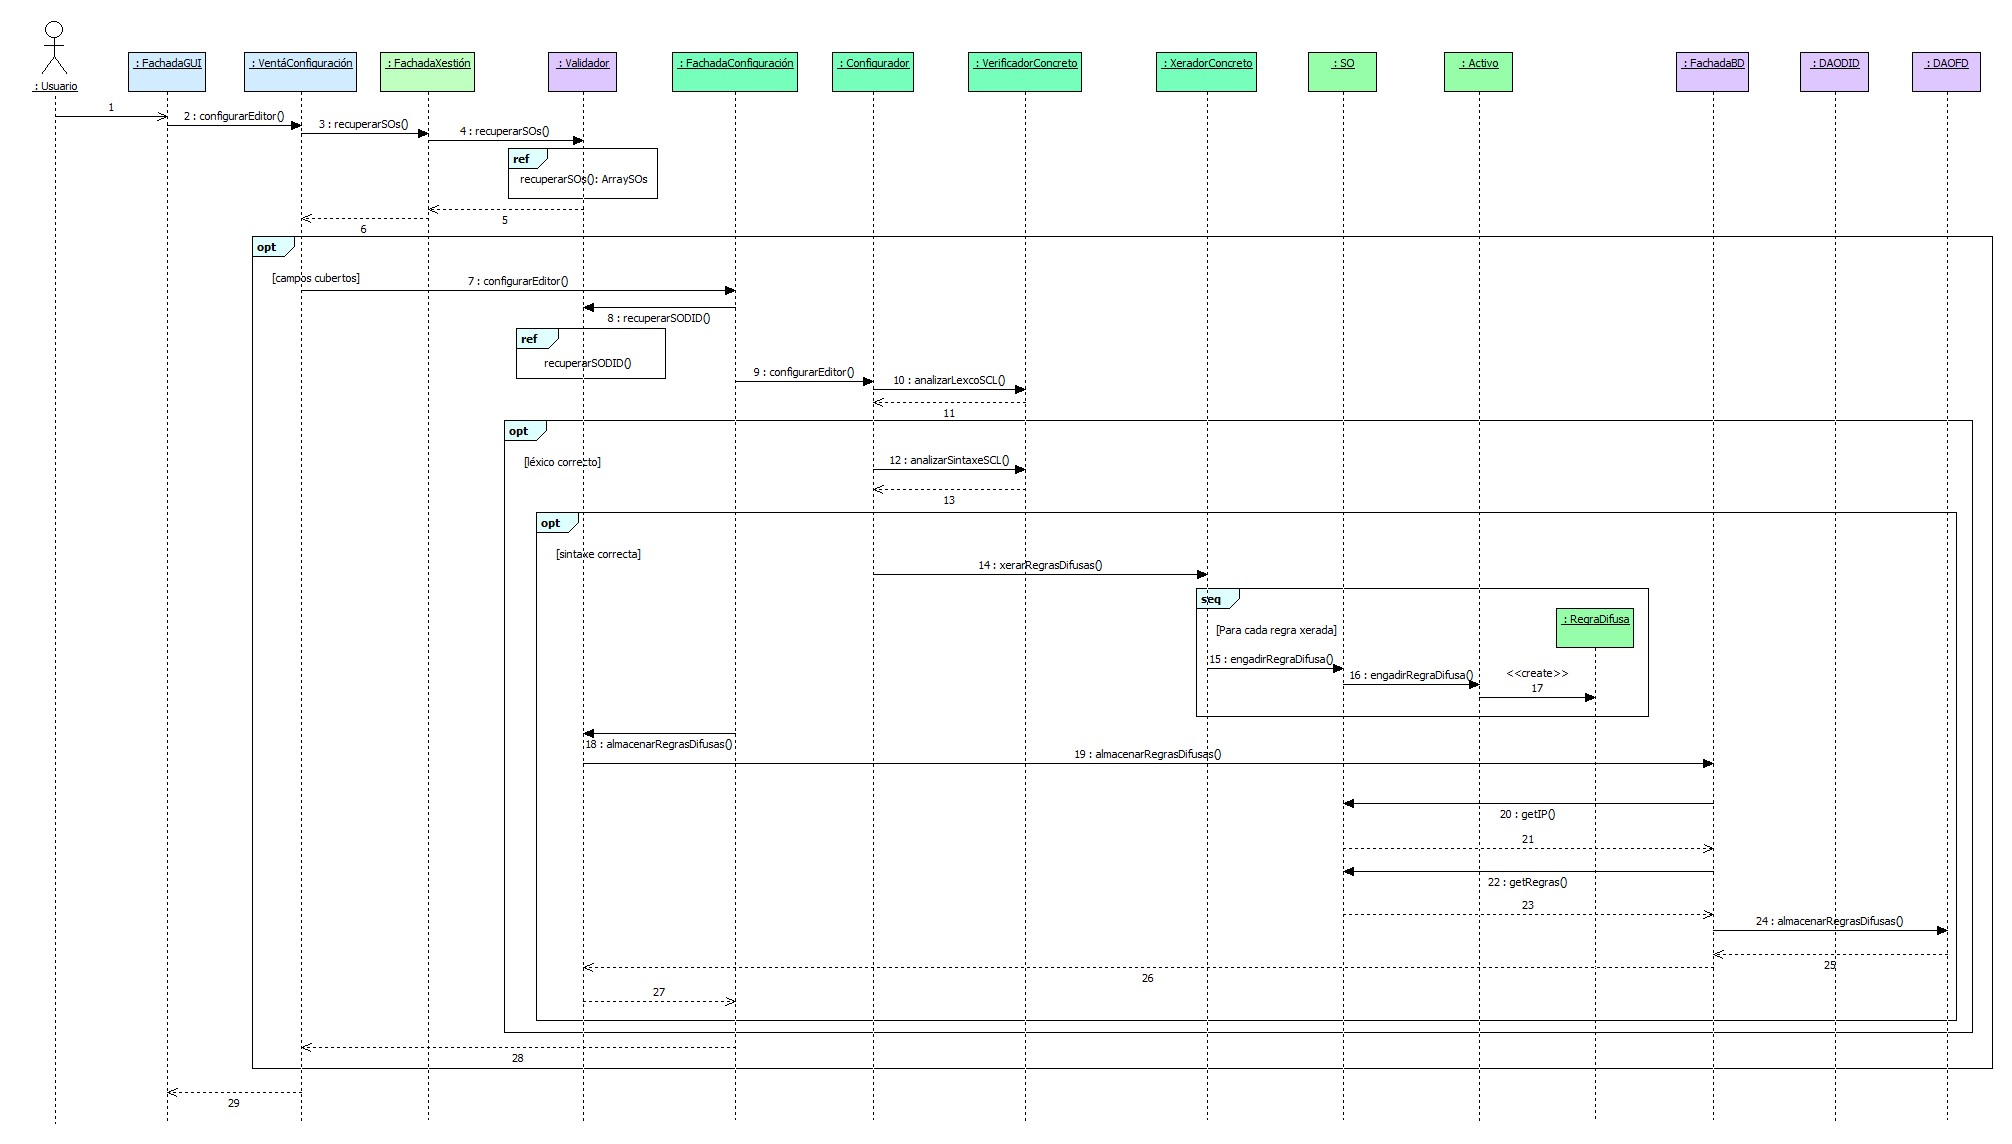 : Usuario
: FachadaGUI
: VentáConfiguración
: FachadaXestión
: Validador
: FachadaConfiguración
: Configurador
: VerificadorConcreto
: XeradorConcreto
: SO
: Activo
: FachadaBD
: DAODID
: DAOFD
1
2 : configurarEditor()
3 : recuperarSOs()
4 : recuperarSOs()
ref
recuperarSOs(): ArraySOs
5
6
opt
[campos cubertos]
7 : configurarEditor()
8 : recuperarSODID()
ref
recuperarSODID()
9 : configurarEditor()
10 : analizarLexcoSCL()
11
opt
[léxico correcto]
12 : analizarSintaxeSCL()
13
opt
[sintaxe correcta]
14 : xerarRegrasDifusas()
seq
: RegraDifusa
[Para cada regra xerada]
15 : engadirRegraDifusa()
16 : engadirRegraDifusa()
<<create>>
17
18 : almacenarRegrasDifusas()
19 : almacenarRegrasDifusas()
20 : getIP()
21
22 : getRegras()
23
24 : almacenarRegrasDifusas()
25
26
27
28
29